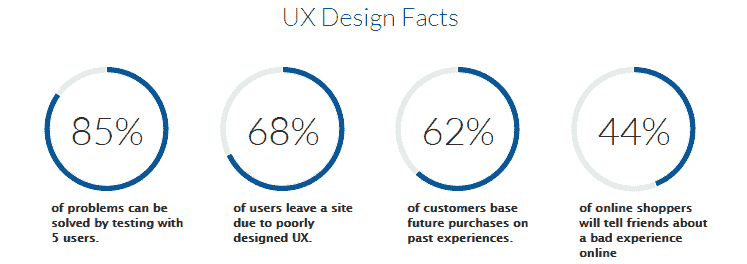 UX Design Facts
85%
of problems can be
solved by testing with
5 users.
68%
of users leave a site
due to poorly
designed UX.
62%
of customers base
future purchases on
past experiences.
44%
of online shoppers
will tell friends about
a bad experience
online